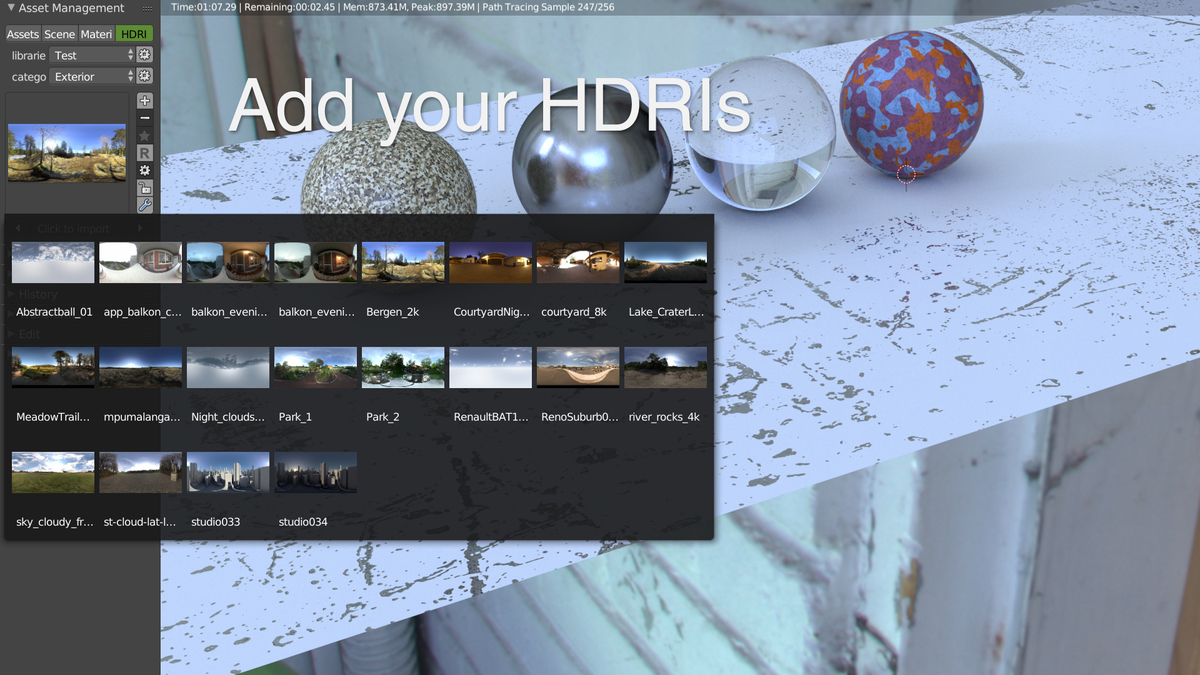 Asset Management
Time:01:07.29 | Remaining:00:02.45 | Mem:873.41M, Peak:897.39M | Path Tracing Sample 247/256
Assets Scene Materi HDRI
librarie Test
catego Exterior
Add your HDRIs
R
Click to import
Abstractball_01 app_balkon_c... balkon_eveni... balkon_eveni... Bergen_2k CourtyardNig... courtyard_8k Lake_CraterL...
History
Edit
MeadowTrail... mpumalanga... Night_clouds... Park_1 Park_2 RenaultBAT1... RenoSuburb0... river_rocks_4k
sky_cloudy_fr... st-cloud-lat-l... studio033 studio034